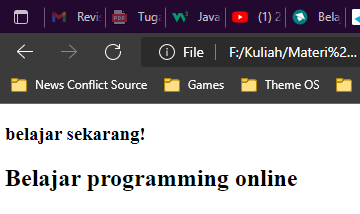 Revi
Tuga
Java
(1) 2
Bela
File
F:/Kuliah/Materi%2...
News Conflict Source
Games
Theme OS
belajar sekarang!
Belajar programming online